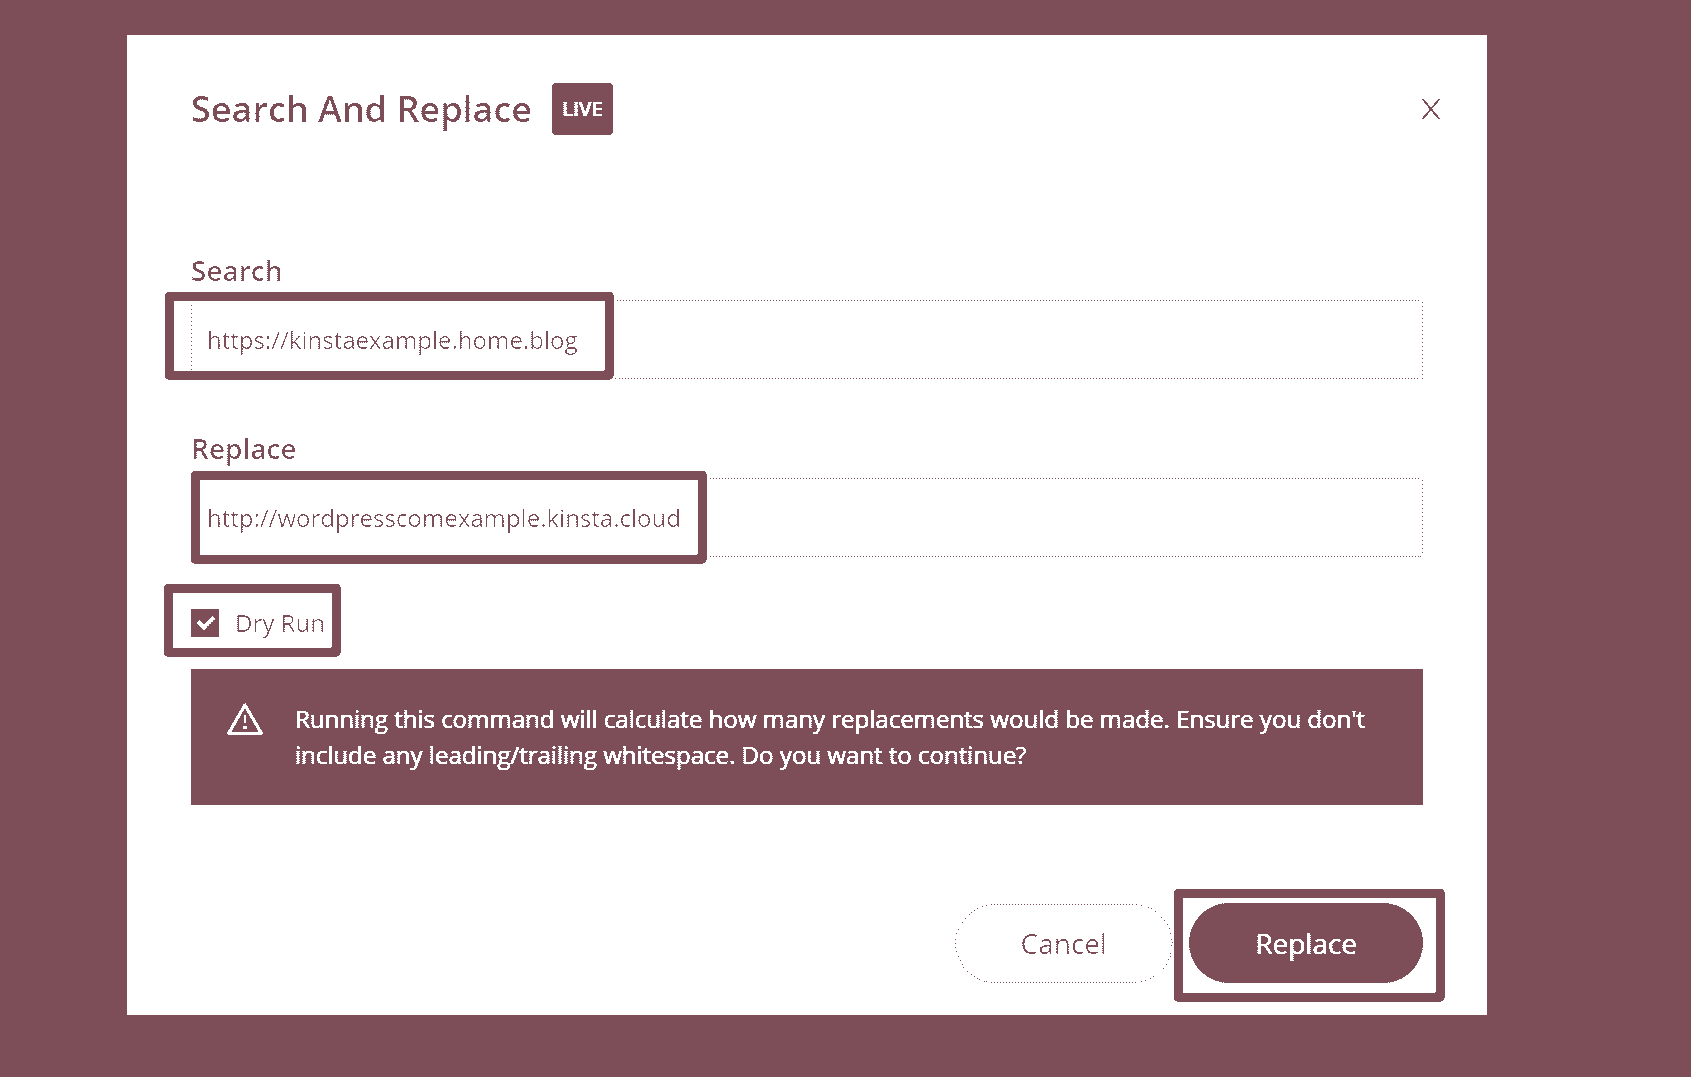 Search And Replace LIVE
Search
https://kinstaexample.home.blog
Replace
http://wordpresscomexample.kinsta.cloud
Dry Run
Running this command will calculate how many replacements would be made. Ensure you don't
include any leading/trailing whitespace. Do you want to continue?
Cancel Replace